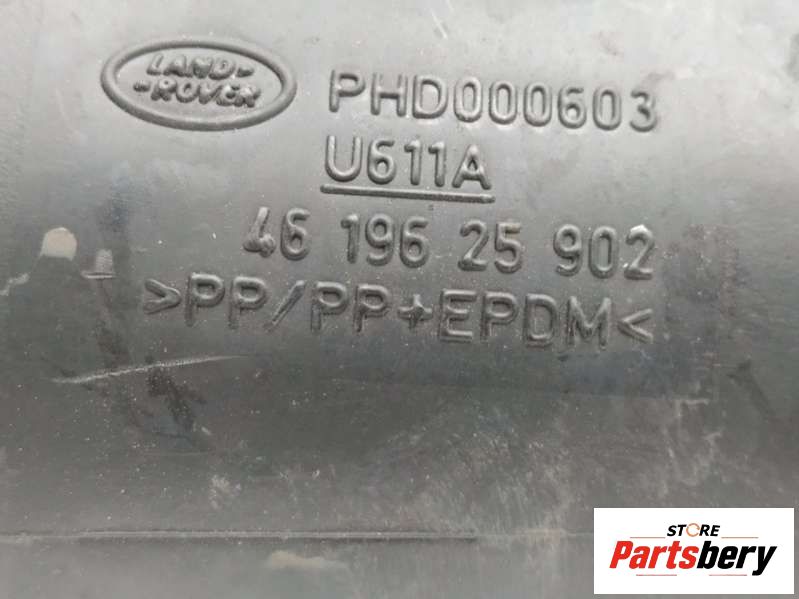 LAND-
-ROVER
PHD000603
U611A
46 196 25 902
>PP/PP+EPDM<
STORE
Partsbery